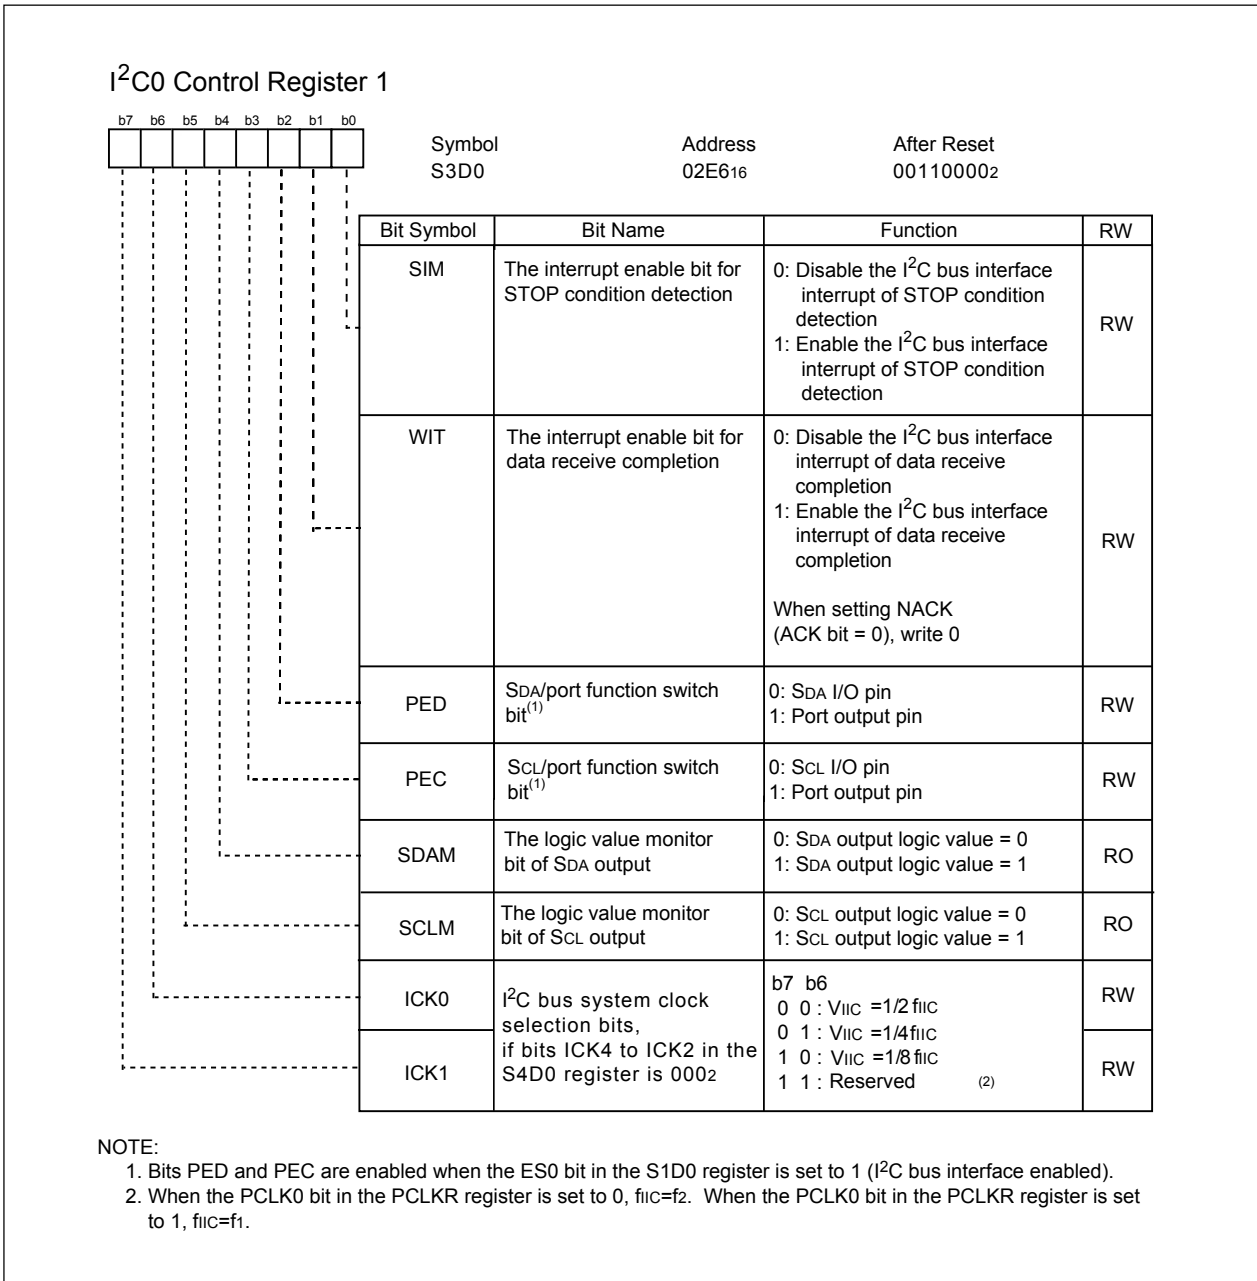 I²C0 Control Register 1
b7 b6 b5 b4 b3 b2 b1 b0
Symbol Address After Reset
S3D0 02E616 001100002
Bit Symbol Bit Name Function RW
SIM
The interrupt enable bit for
STOP condition detection
0: Disable the I²C bus interface
interrupt of STOP condition
detection
1: Enable the I²C bus interface
interrupt of STOP condition
detection
RW
WIT
The interrupt enable bit for
data receive completion
0: Disable the I²C bus interface
interrupt of data receive
completion
1: Enable the I²C bus interface
interrupt of data receive
completion
When setting NACK
(ACK bit = 0), write 0
RW
PED
SDA/port function switch
bit(1)
0: SDA I/O pin
1: Port output pin
RW
PEC
SCL/port function switch
bit(1)
0: SCL I/O pin
1: Port output pin
RW
SDAM
The logic value monitor
bit of SDA output
0: SDA output logic value = 0
1: SDA output logic value = 1
RO
SCLM
The logic value monitor
bit of SCL output
0: SCL output logic value = 0
1: SCL output logic value = 1
RO
ICK0
ICK1
I²C bus system clock
selection bits,
if bits ICK4 to ICK2 in the
S4D0 register is 0002
b7 b6
0 0 : VIIC =1/2 fIIC
0 1 : VIIC =1/4fIIC
1 0 : VIIC =1/8 fIIC
1 1 : Reserved (2)
RW
RW
NOTE:
1. Bits PED and PEC are enabled when the ES0 bit in the S1D0 register is set to 1 (I²C bus interface enabled).
2. When the PCLK0 bit in the PCLKR register is set to 0, fIIC=f2. When the PCLK0 bit in the PCLKR register is set
to 1, fIIC=f1.